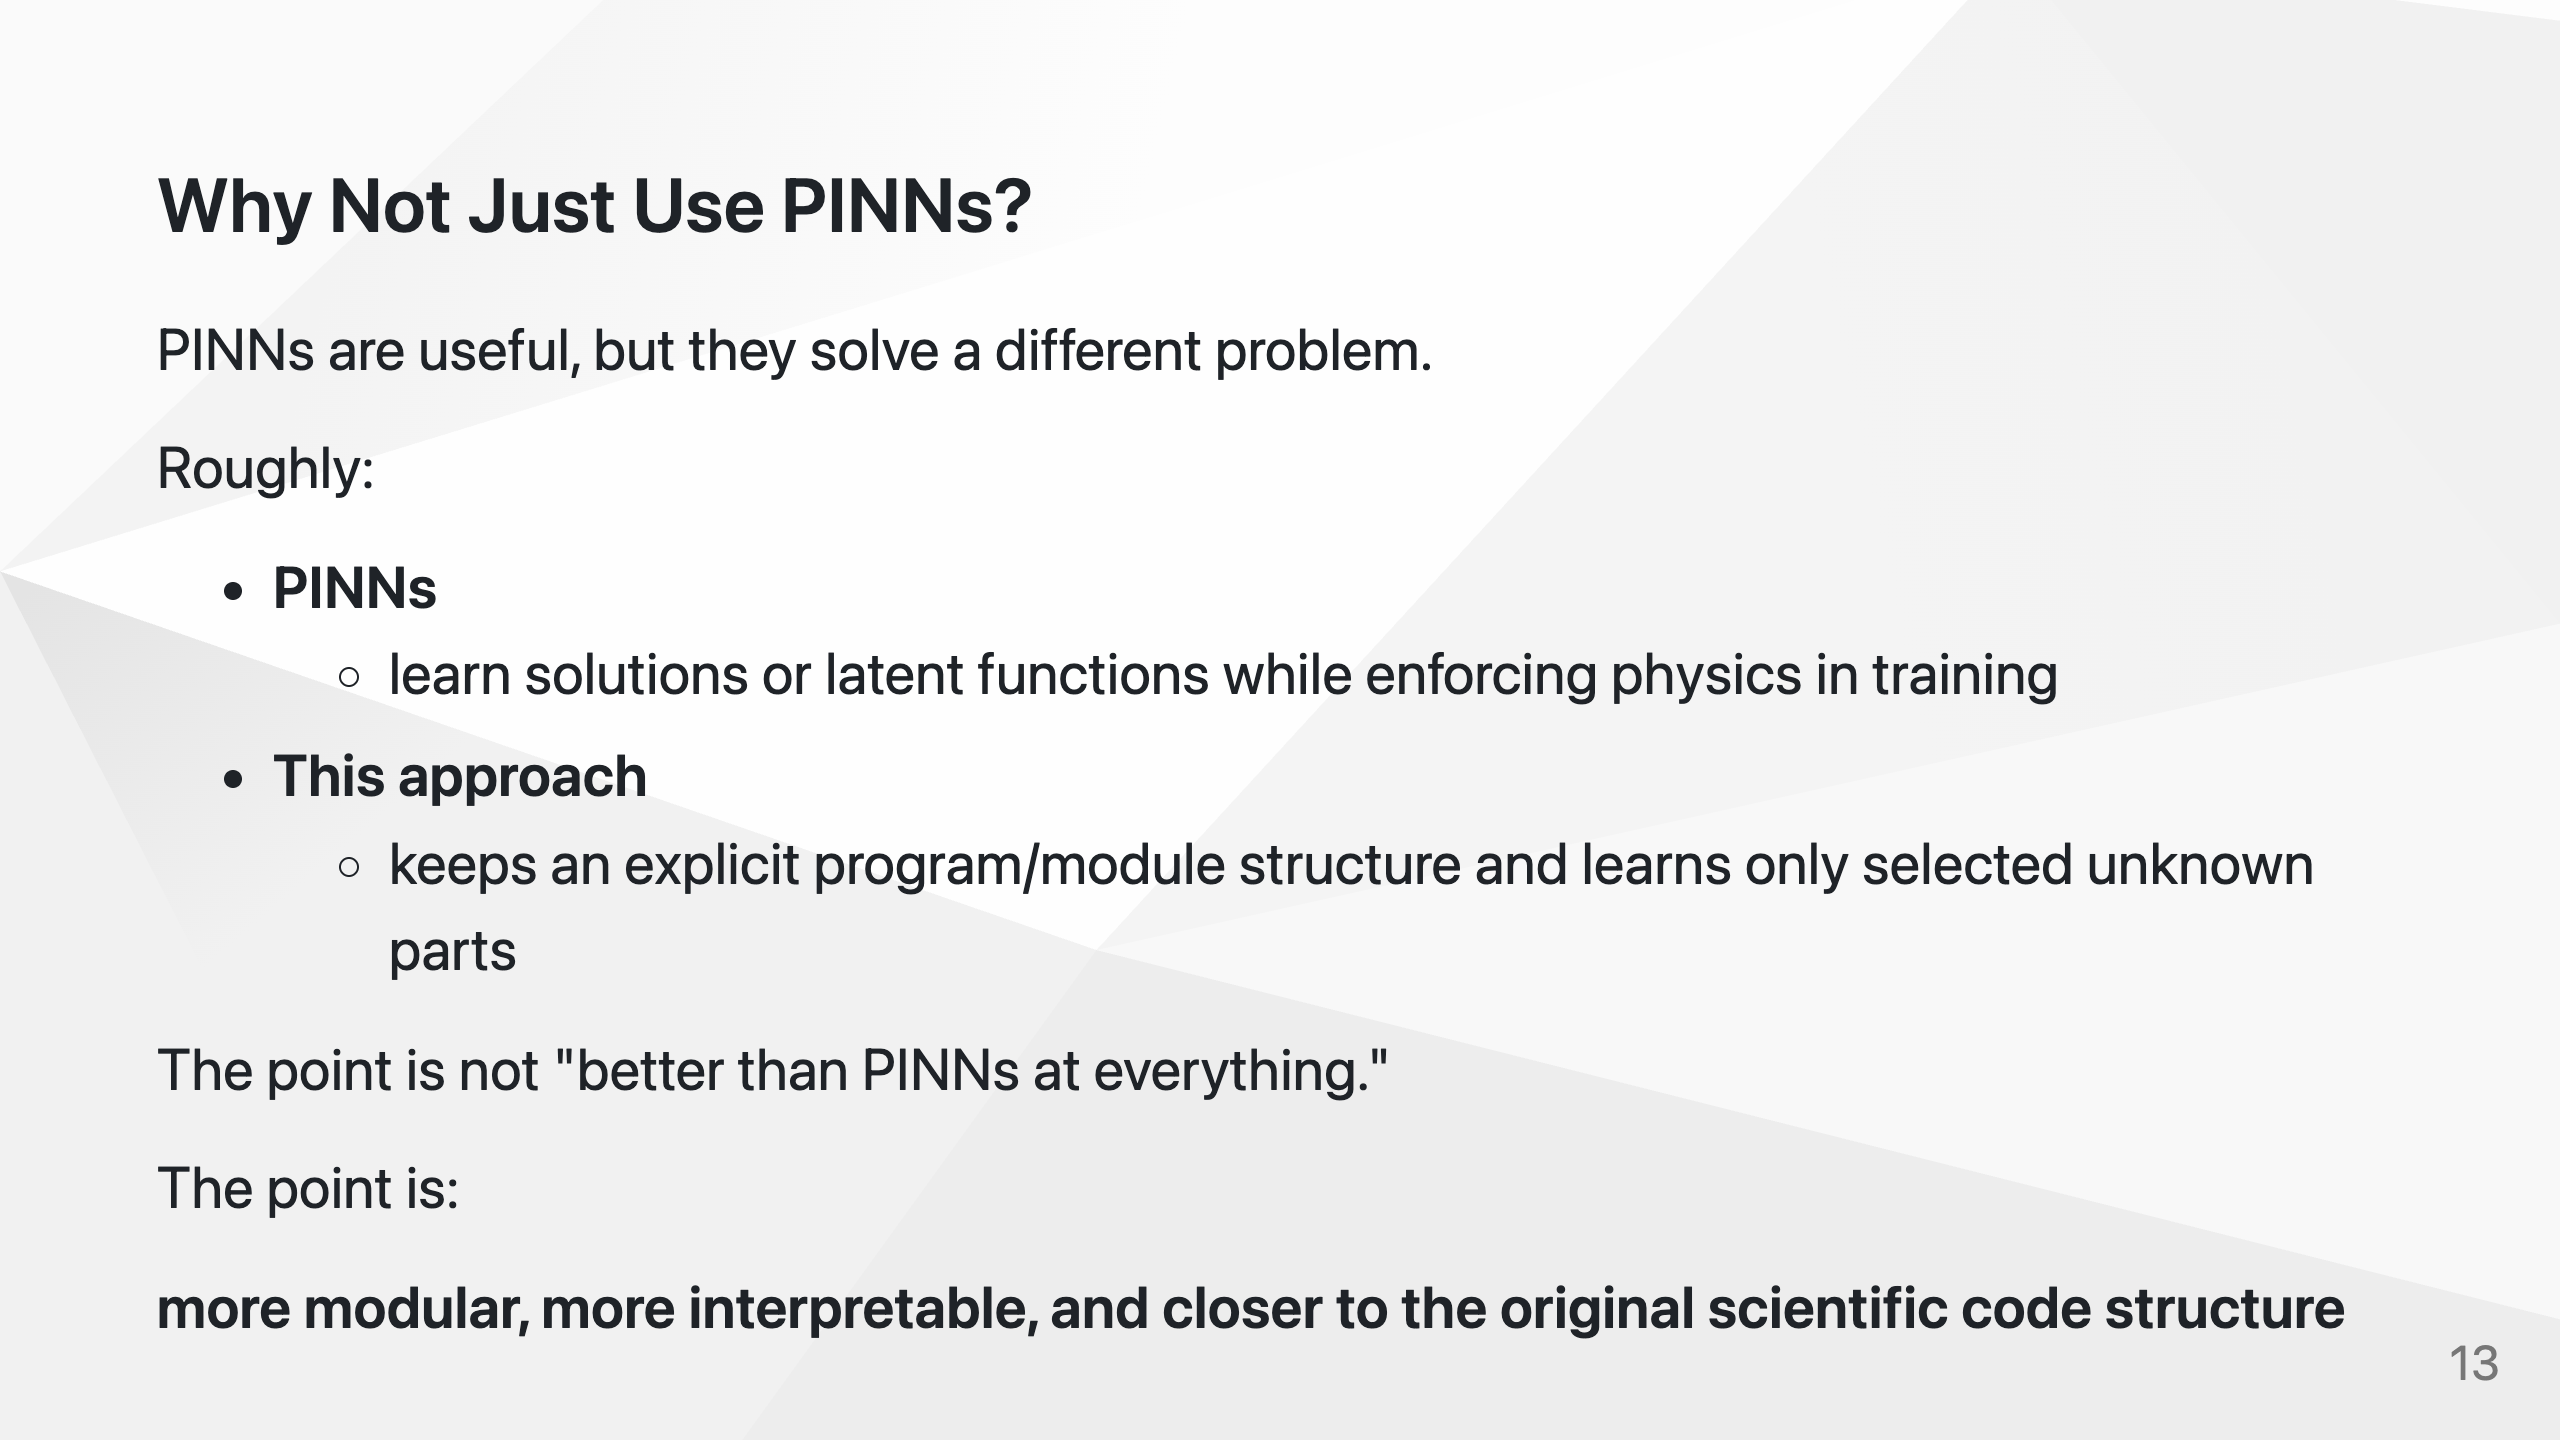 Why Not Just Use PINNs?
PINNs are useful, but they solve a different problem.
Roughly:
• PINNs
◦ learn solutions or latent functions while enforcing physics in training
• This approach
◦ keeps an explicit program/module structure and learns only selected unknown
parts
The point is not "better than PINNs at everything."
The point is:
more modular, more interpretable, and closer to the original scientific code structure
13